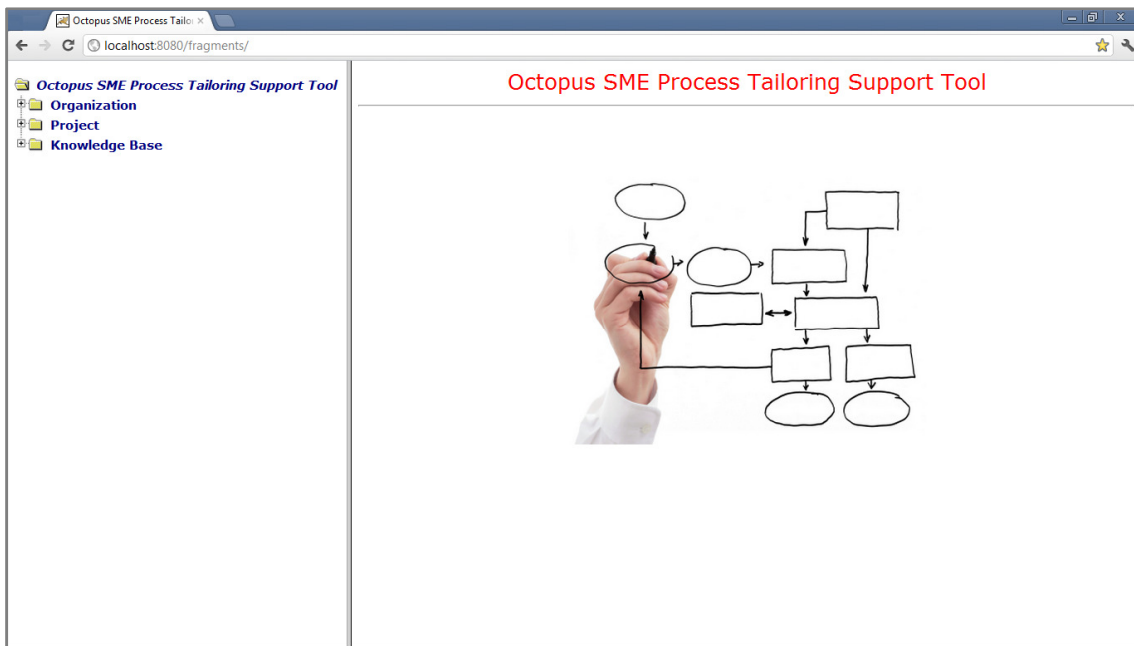 Octopus SME Process Tailo
localhost:8080/fragments/
Octopus SME Process Tailoring Support Tool
Organization
Project
Knowledge Base
Octopus SME Process Tailoring Support Tool